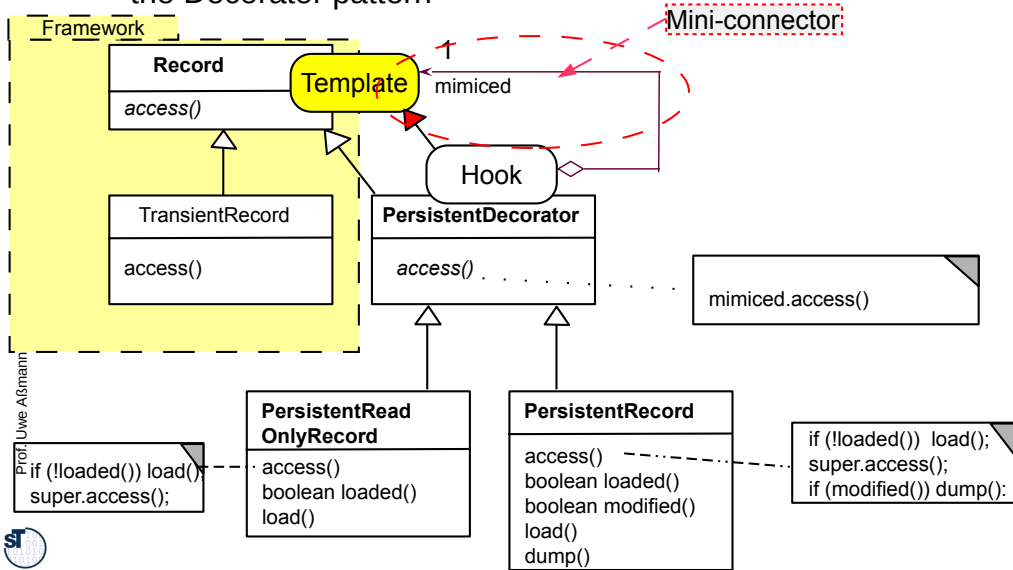 the Decorator pattern
Framework
Mini-connector
Record
access()
Template
1
mimiced
Hook
TransientRecord
access()
PersistentDecorator
access()
mimiced.access()
Prof. Uwe Aßmann
PersistentRead
OnlyRecord
access()
boolean loaded()
load()
if (!loaded()) load();
super.access();
PersistentRecord
access()
boolean loaded()
boolean modified()
load()
dump()
if (!loaded()) load();
super.access();
if (modified()) dump():
ST